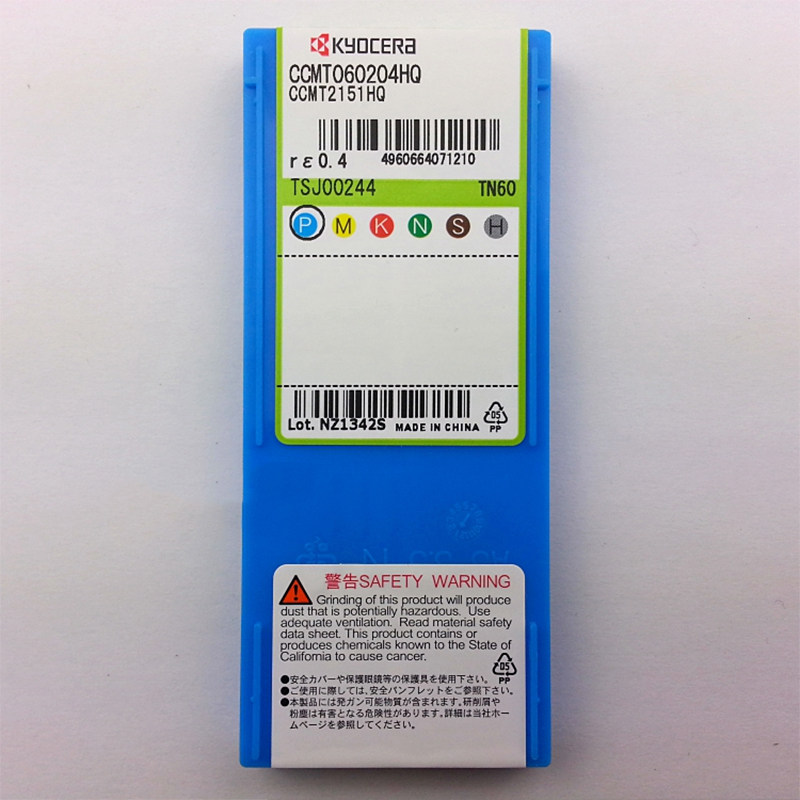 KYOCERA
CCMT060204HQ
CCMT2151HQ
rε0.4 4960664071210
TSJ00244 TN60
P M K N S H
Lot. NZ1342S MADE IN CHINA
05
PP
警告SAFETY WARNING
Grinding of this product will produce
dust that is potentially hazardous. Use
adequate ventilation. Read material safety
data sheet. This product contains or
produces chemicals known to the State of
California to cause cancer.
05
PP
●安全カバーや保護眼鏡等の保護具を使用下さい。
●ご使用に際しては、安全パンフレットをご参照下さい。
●本製品には発ガン可能物質が含まれます。研削屑や
粉塵は有害となる危険性があります。詳細は当社ホー
ムページを参照してください。